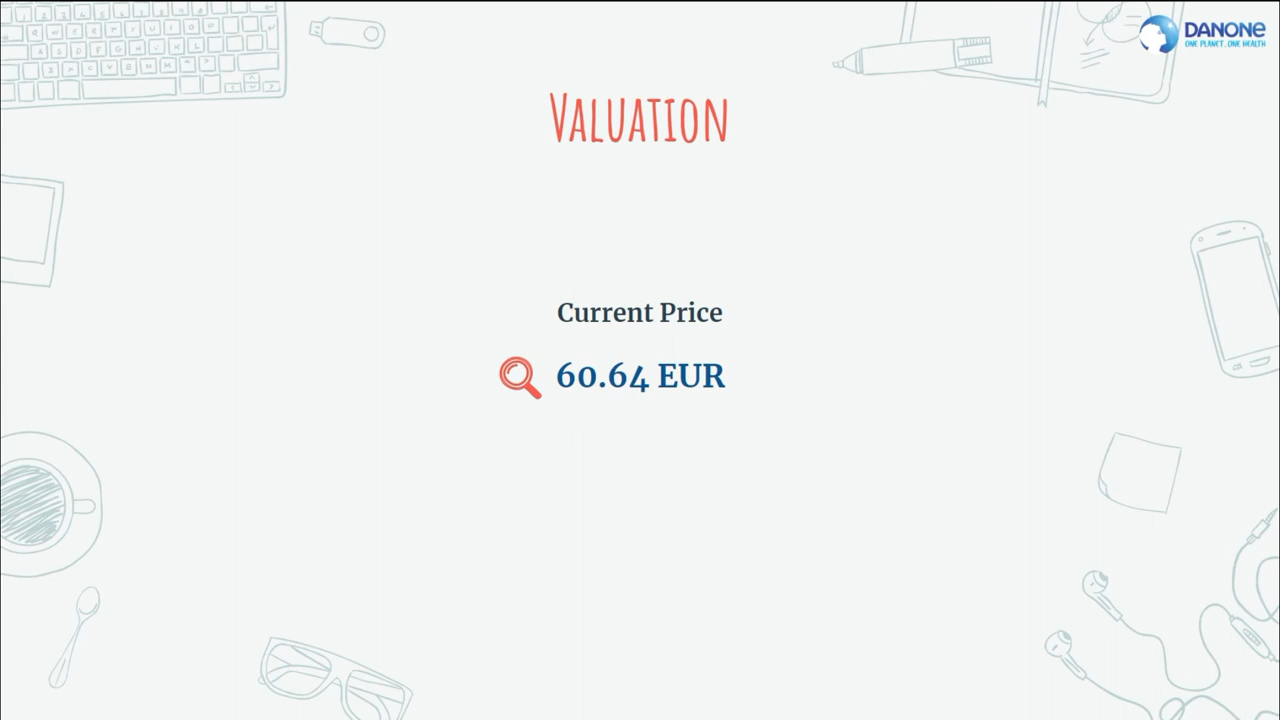 DANONE
ONE PLANET. ONE HEALTH
Valuation
Current Price
60.64 EUR